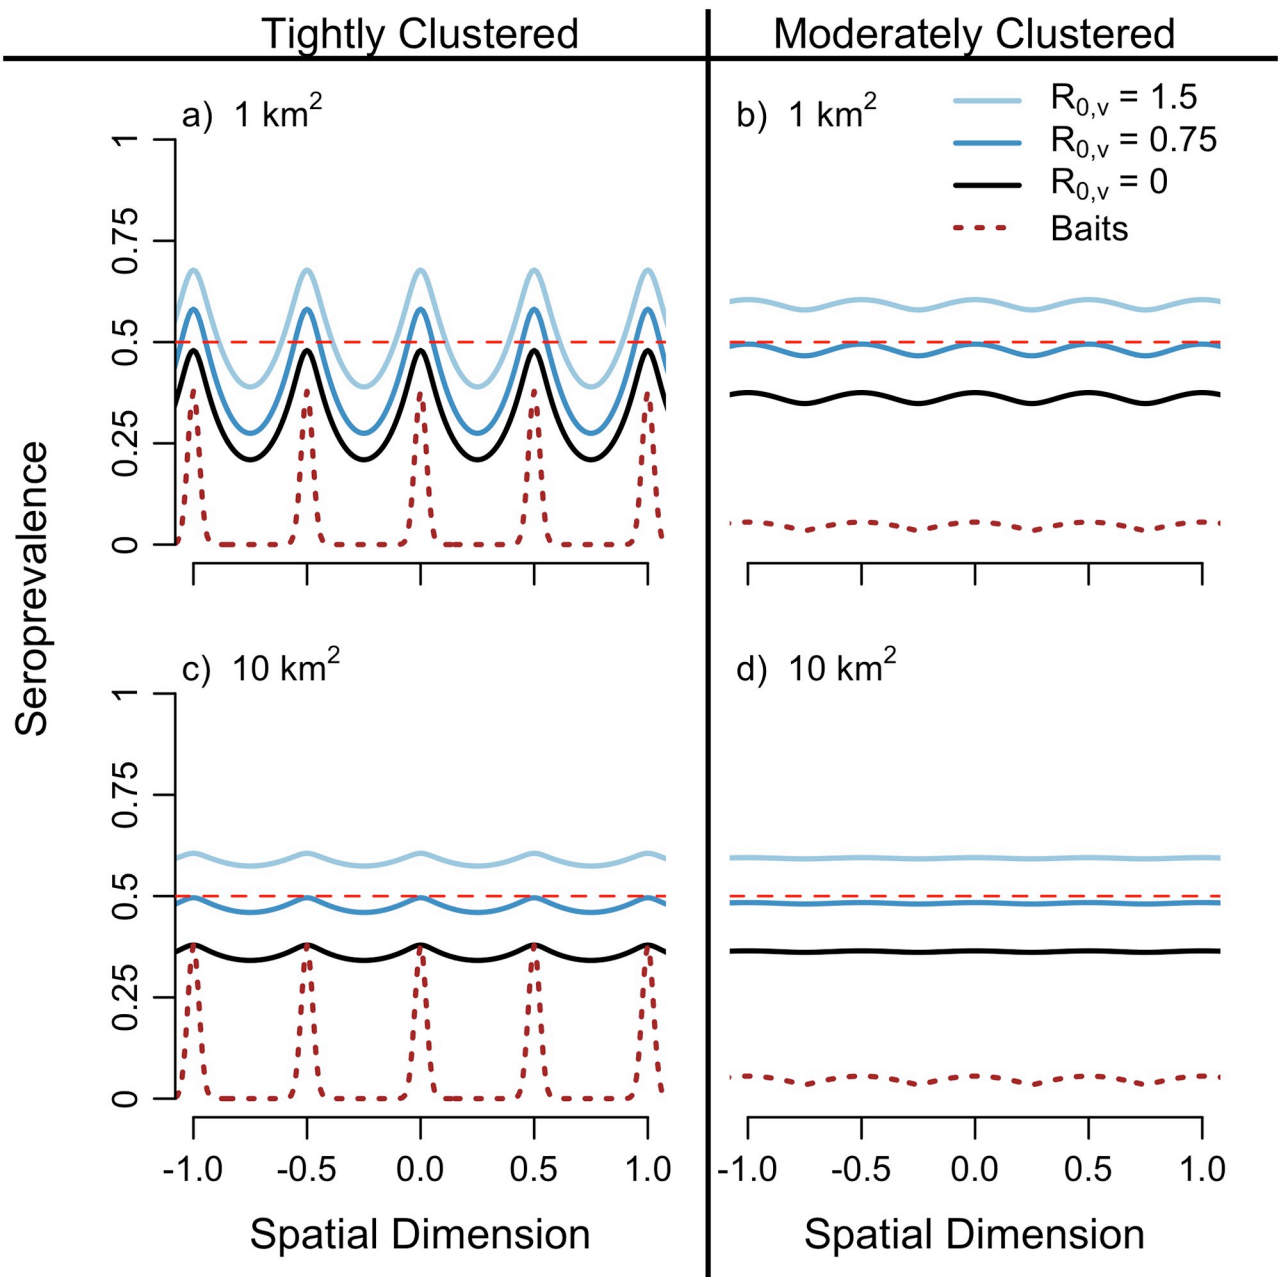 Tightly Clustered
Moderately Clustered
a) 1 km²
b) 1 km²
R0,v = 1.5
R0,v = 0.75
R0,v = 0
Baits
1
0.75
0.5
0.25
0
Seroprevalence
c) 10 km²
d) 10 km²
1
0.75
0.5
0.25
0
-1.0 -0.5 0.0 0.5 1.0
-1.0 -0.5 0.0 0.5 1.0
Spatial Dimension
Spatial Dimension